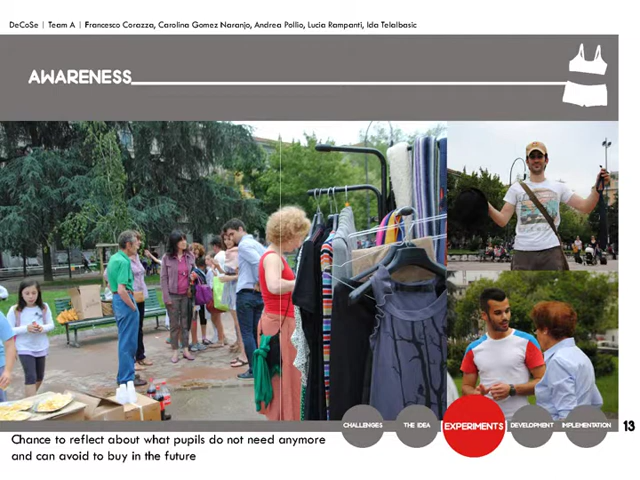 DeCoSe | Team A | Francesco Corazza, Carolina Gomez Naranjo, Andrea Pollio, Lucia Rampanti, Ida Telalbasic
AWARENESS
CHALLENGES
THE IDEA
EXPERIMENTS
DEVELOPMENT
IMPLEMENTATION
13
Chance to reflect about what pupils do not need anymore
and can avoid to buy in the future